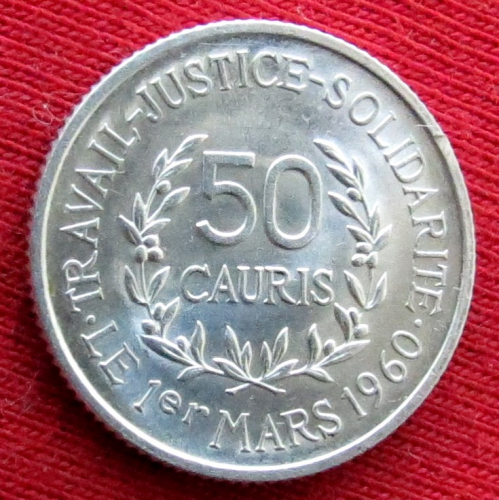 TRAVAIL-JUSTICE-SOLIDARITE
50
CAURIS
· LE 1er MARS 1960 ·